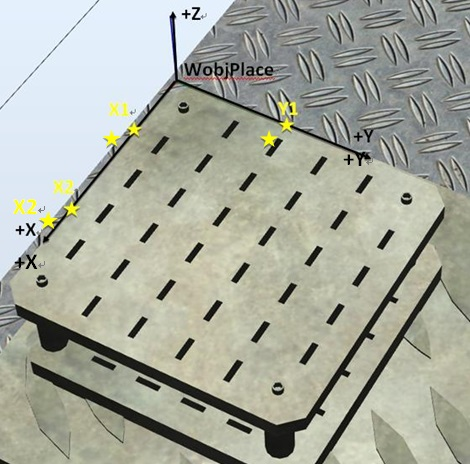 +Z
WobjPlace
X1
Y1
+Y
+Y
X2
X2
+X
+X